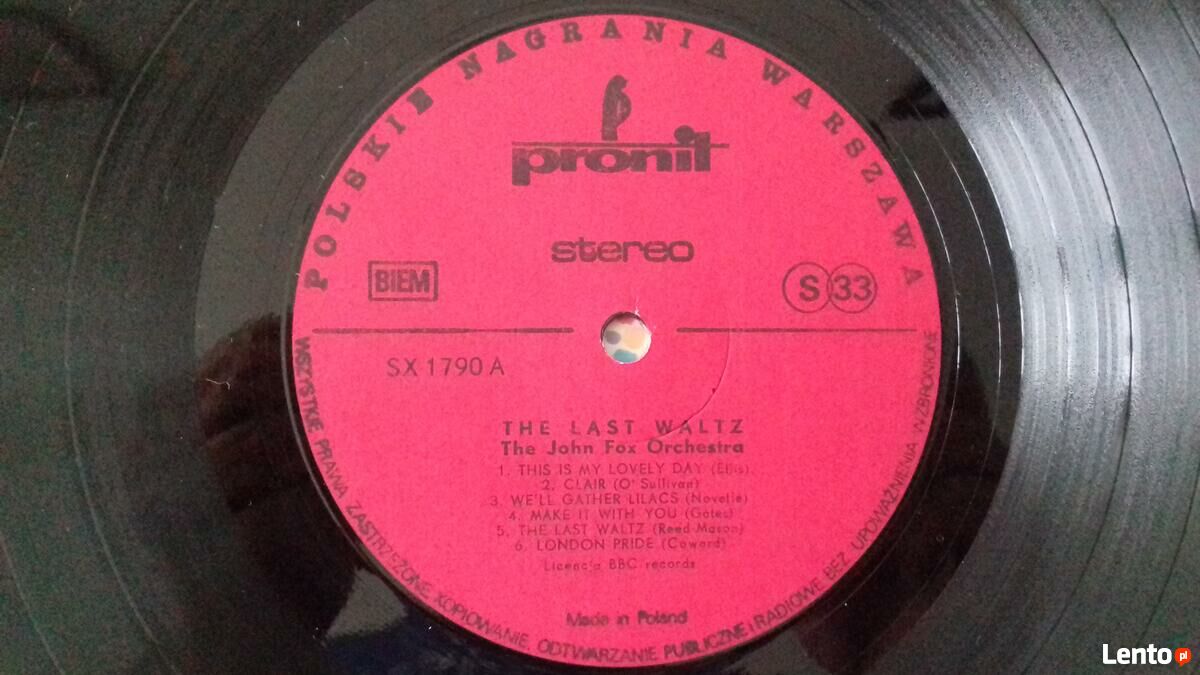 POLSKIE NAGRANIA WARSZAWA
pronit
stereo
BIEM
S 33
SX 1790 A
THE LAST WALTZ
The John Fox Orchestra
1. THIS IS MY LOVELY DAY (Ellis)
2. CLAIR (O'Sullivan)
3. WE'LL GATHER LILACS (Novello)
4. MAKE IT WITH YOU (Gates)
5. THE LAST WALTZ (Reed Mason)
6. LONDON PRIDE (Coward)
Licencja BBC records
Made in Poland
WSZYSTKIE PRAWA ZASTRZEŻONE. KOPIOWANIE, ODTWARZANIE PUBLICZNE i RADIOWE BEZ UPOWAŻNIENIA WZBRONIONE
Lento pl